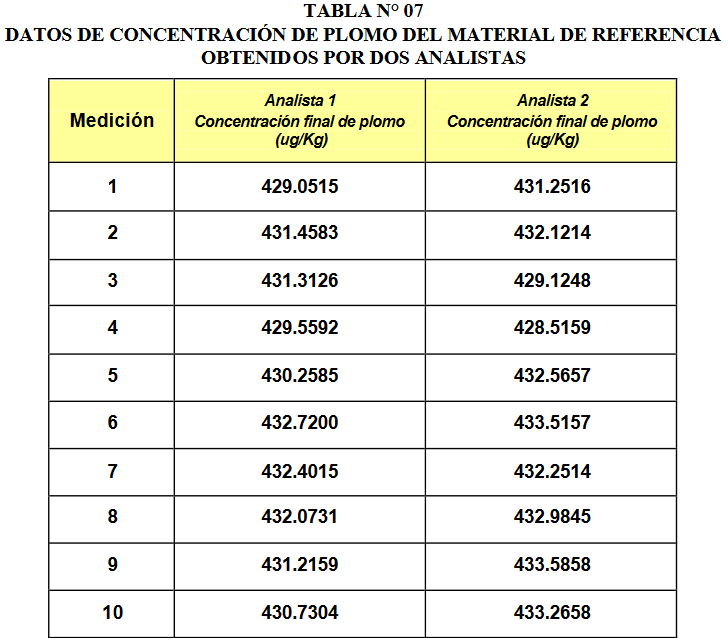 TABLA N° 07
DATOS DE CONCENTRACIÓN DE PLOMO DEL MATERIAL DE REFERENCIA
OBTENIDOS POR DOS ANALISTAS
Medición
Analista 1
Concentración final de plomo
(ug/Kg)
Analista 2
Concentración final de plomo
(ug/Kg)
1 429.0515 431.2516
2 431.4583 432.1214
3 431.3126 429.1248
4 429.5592 428.5159
5 430.2585 432.5657
6 432.7200 433.5157
7 432.4015 432.2514
8 432.0731 432.9845
9 431.2159 433.5858
10 430.7304 433.2658